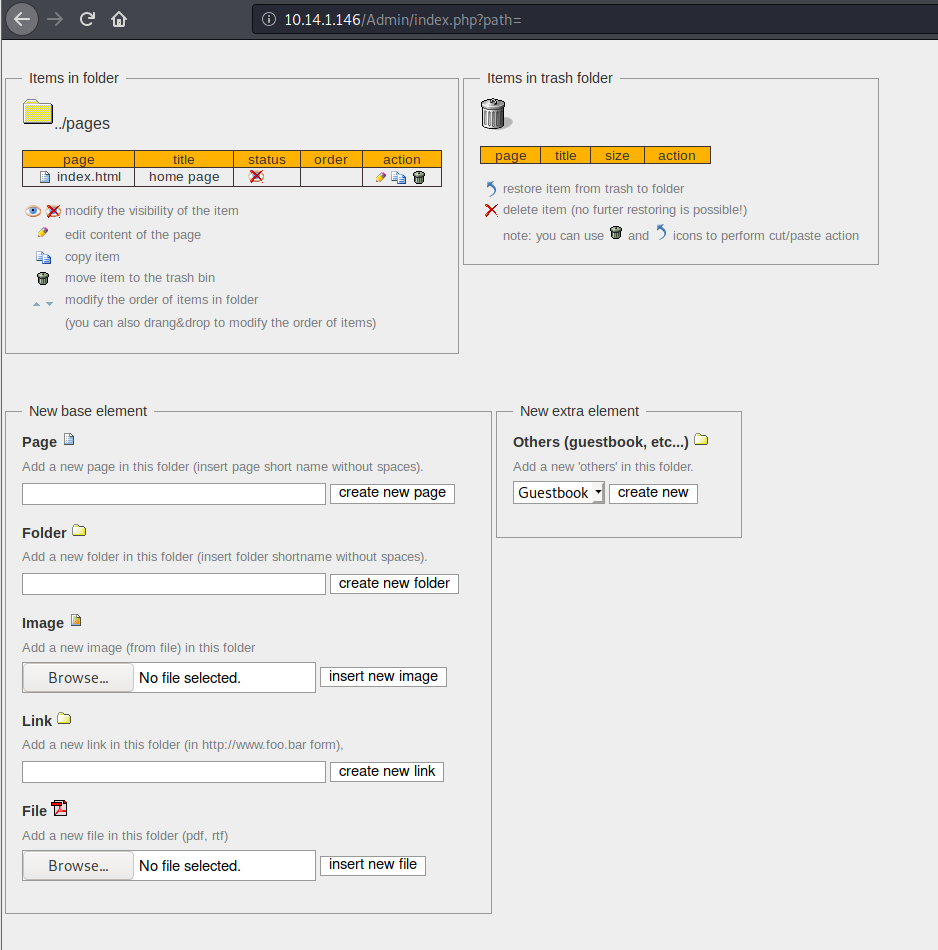 10.14.1.146/Admin/index.php?path=
Items in folder
../pages
page title status order action
index.html home page
modify the visibility of the item
edit content of the page
copy item
move item to the trash bin
modify the order of items in folder
(you can also drang&drop to modify the order of items)
Items in trash folder
page title size action
restore item from trash to folder
delete item (no furter restoring is possible!)
note: you can use and icons to perform cut/paste action
New base element
Page
Add a new page in this folder (insert page short name without spaces).
create new page
Folder
Add a new folder in this folder (insert folder shortname without spaces).
create new folder
Image
Add a new image (from file) in this folder
Browse... No file selected. insert new image
Link
Add a new link in this folder (in http://www.foo.bar form),
create new link
File
Add a new file in this folder (pdf, rtf)
Browse... No file selected. insert new file
New extra element
Others (guestbook, etc...)
Add a new 'others' in this folder.
Guestbook create new